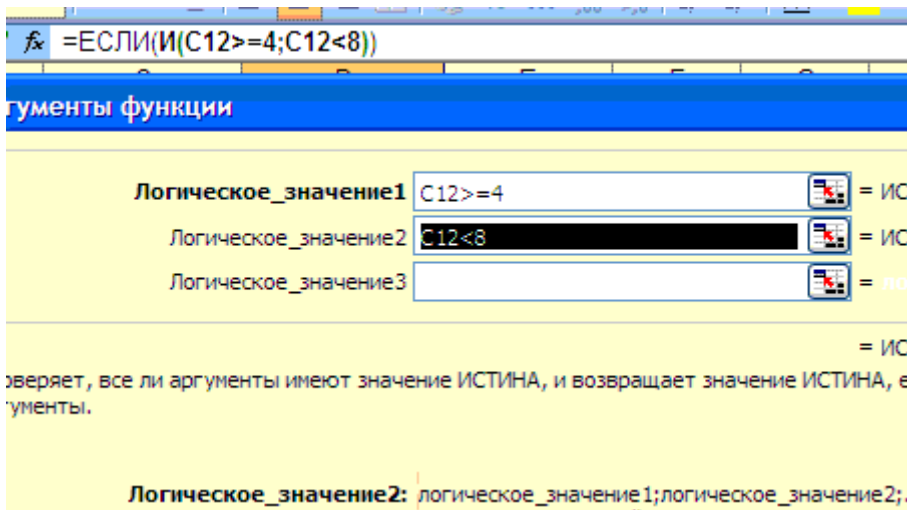 fx =ЕСЛИ(И(C12>=4;C12<8))
гументы функции
Логическое_значение1 C12>=4 = ИС
Логическое_значение2 C12<8 = ИС
Логическое_значение3 =
= ИС
оверяет, все ли аргументы имеют значение ИСТИНА, и возвращает значение ИСТИНА, е
гументы.
Логическое_значение2: логическое_значение1;логическое_значение2;.